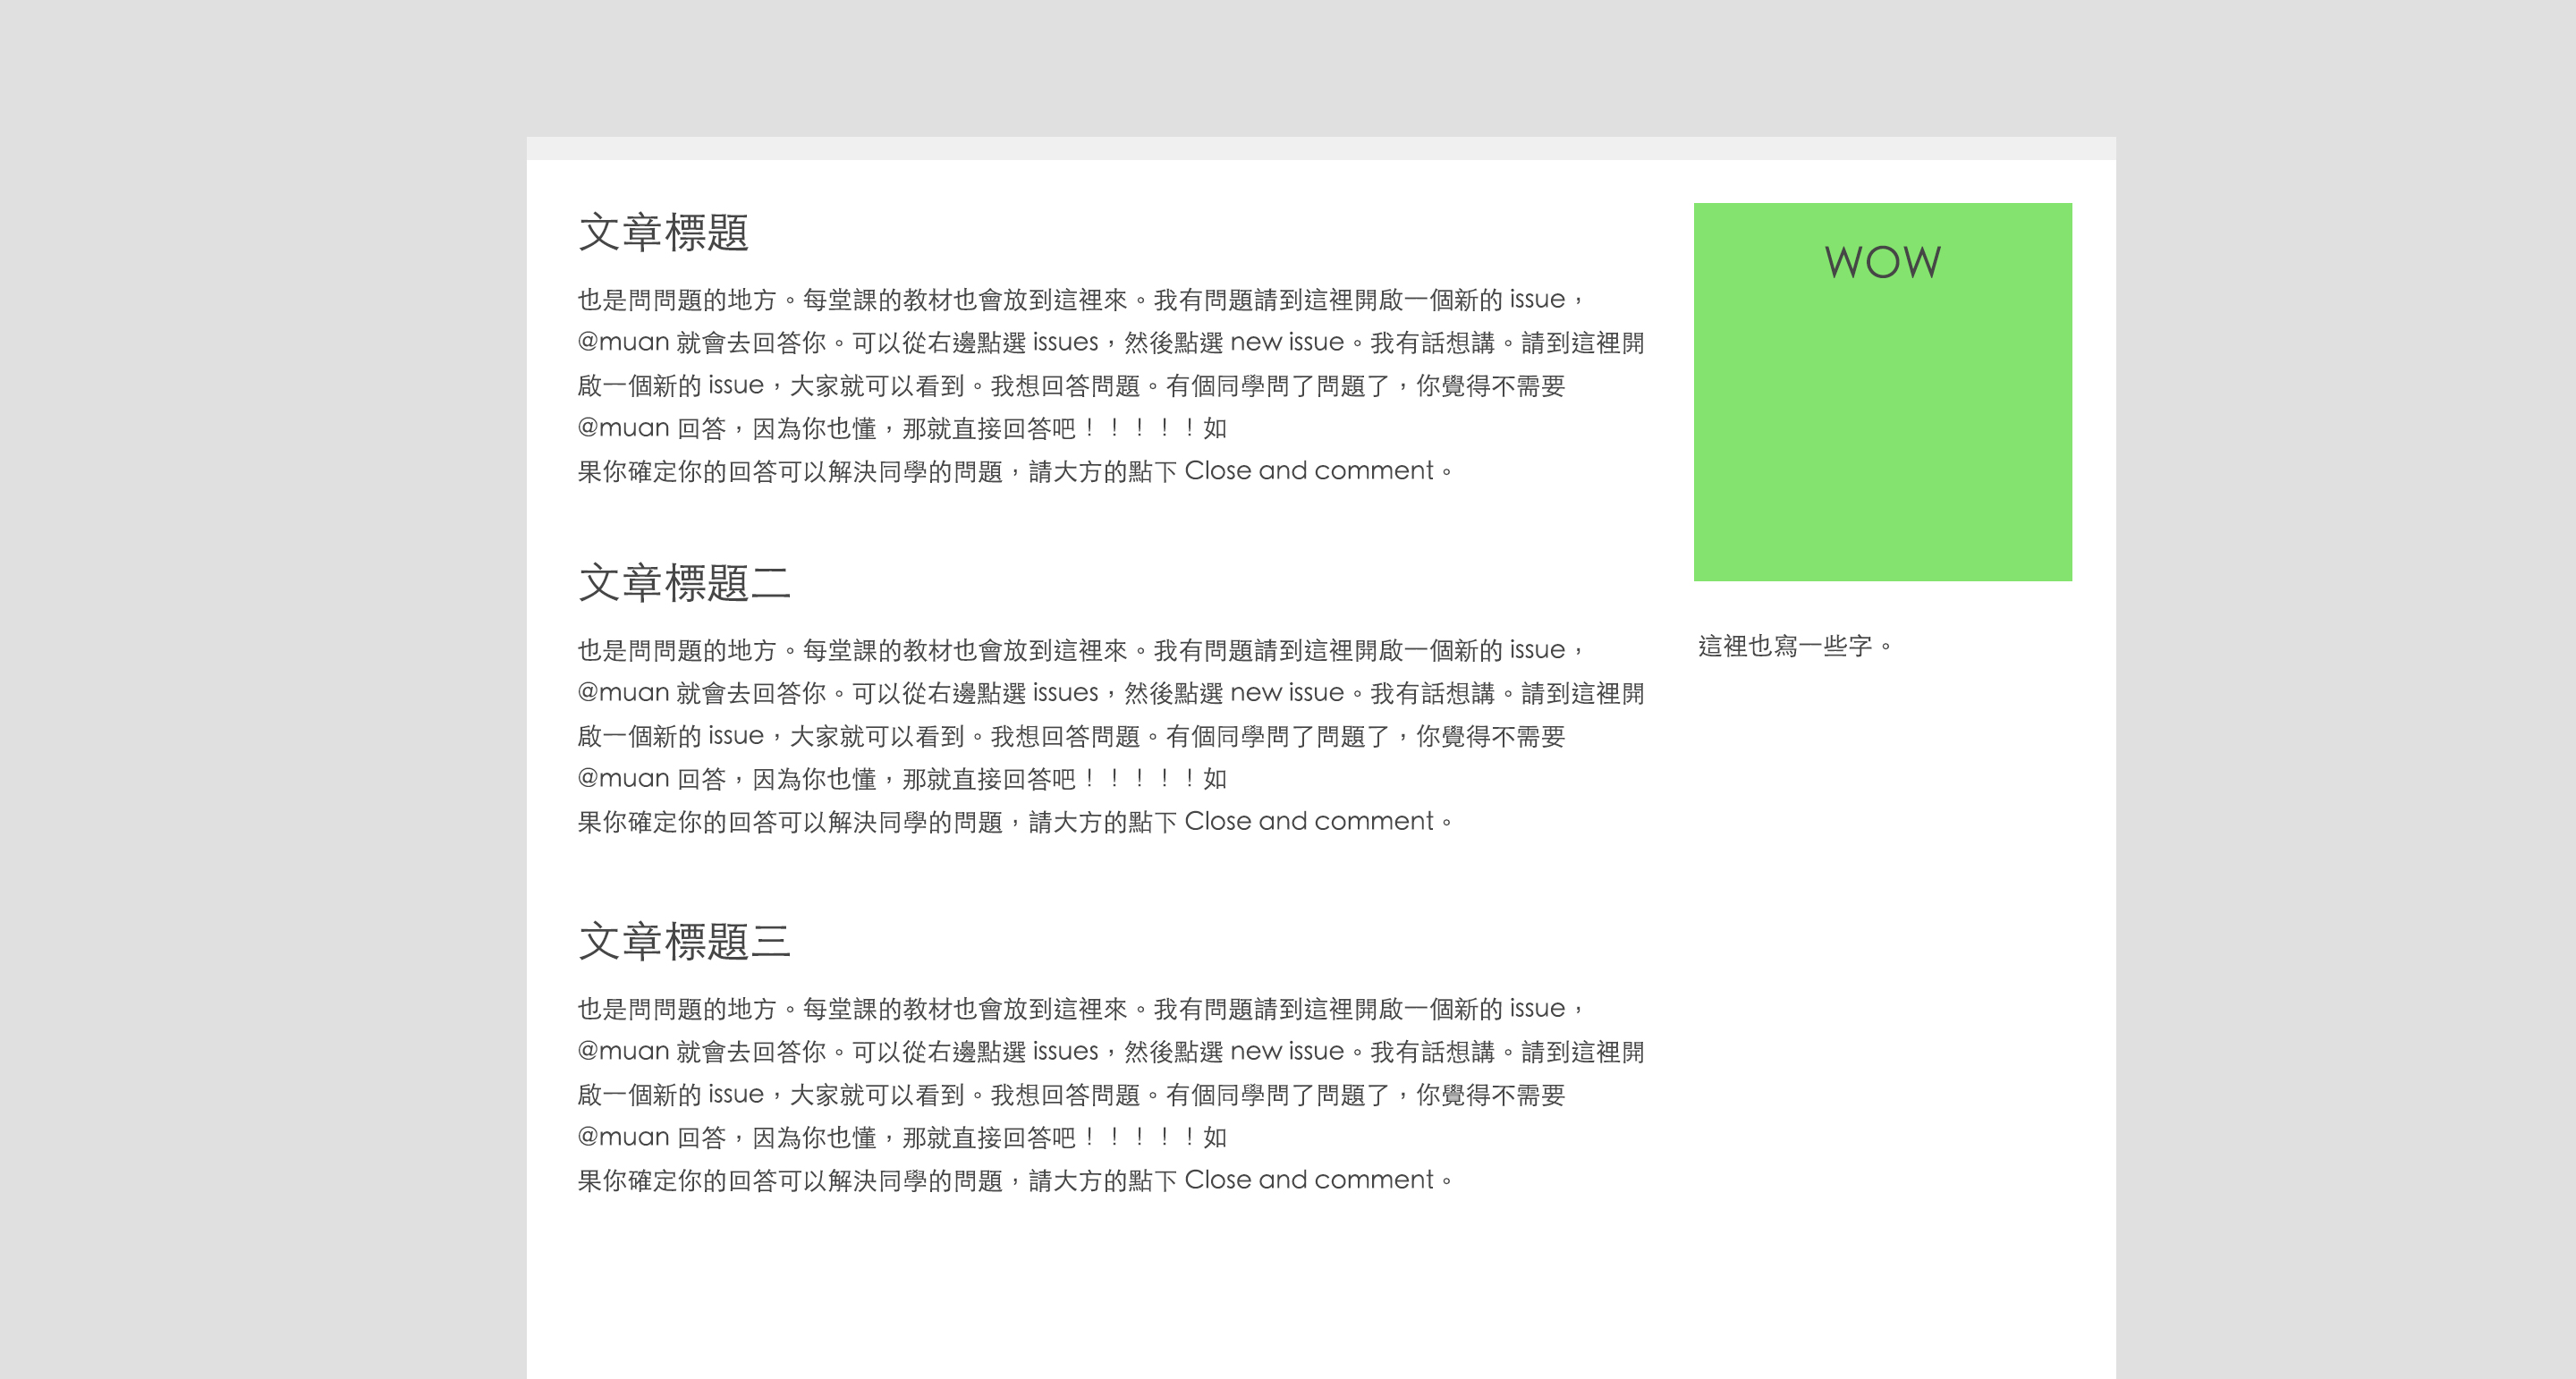 文章標題
也是問問題的地方。每堂課的教材也會放到這裡來。我有問題請到這裡開啟一個新的 issue，
@muan 就會去回答你。可以從右邊點選 issues，然後點選 new issue。我有話想講。請到這裡開
啟一個新的 issue，大家就可以看到。我想回答問題。有個同學問了問題了，你覺得不需要
@muan 回答，因為你也懂，那就直接回答吧！！！！！如
果你確定你的回答可以解決同學的問題，請大方的點下 Close and comment。
文章標題二
也是問問題的地方。每堂課的教材也會放到這裡來。我有問題請到這裡開啟一個新的 issue，
@muan 就會去回答你。可以從右邊點選 issues，然後點選 new issue。我有話想講。請到這裡開
啟一個新的 issue，大家就可以看到。我想回答問題。有個同學問了問題了，你覺得不需要
@muan 回答，因為你也懂，那就直接回答吧！！！！！如
果你確定你的回答可以解決同學的問題，請大方的點下 Close and comment。
文章標題三
也是問問題的地方。每堂課的教材也會放到這裡來。我有問題請到這裡開啟一個新的 issue，
@muan 就會去回答你。可以從右邊點選 issues，然後點選 new issue。我有話想講。請到這裡開
啟一個新的 issue，大家就可以看到。我想回答問題。有個同學問了問題了，你覺得不需要
@muan 回答，因為你也懂，那就直接回答吧！！！！！如
果你確定你的回答可以解決同學的問題，請大方的點下 Close and comment。
WOW
這裡也寫一些字。